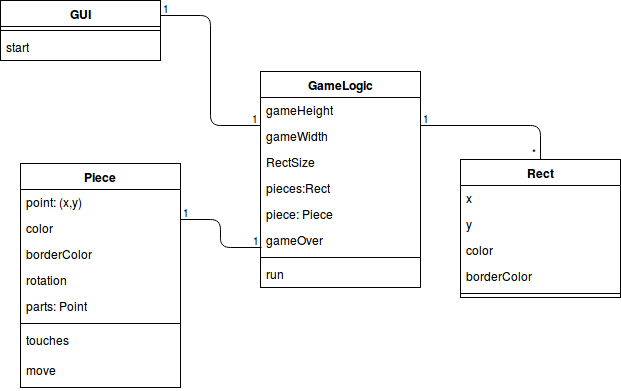 GUI
start
1
1
GameLogic
gameHeight
gameWidth
RectSize
pieces:Rect
piece: Piece
gameOver
run
1
*
Rect
x
y
color
borderColor
Piece
point: (x,y)
color
borderColor
rotation
parts: Point
touches
move
1
1